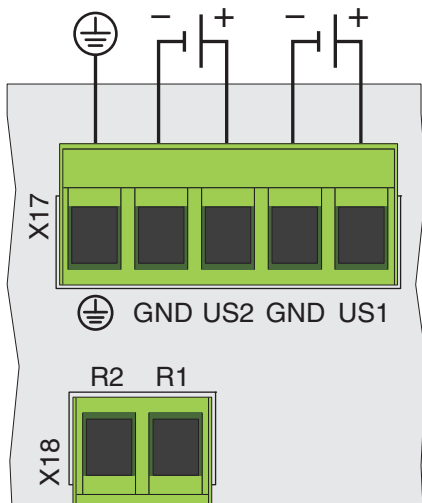 - + - +
X17
GND US2 GND US1
R2 R1
X18